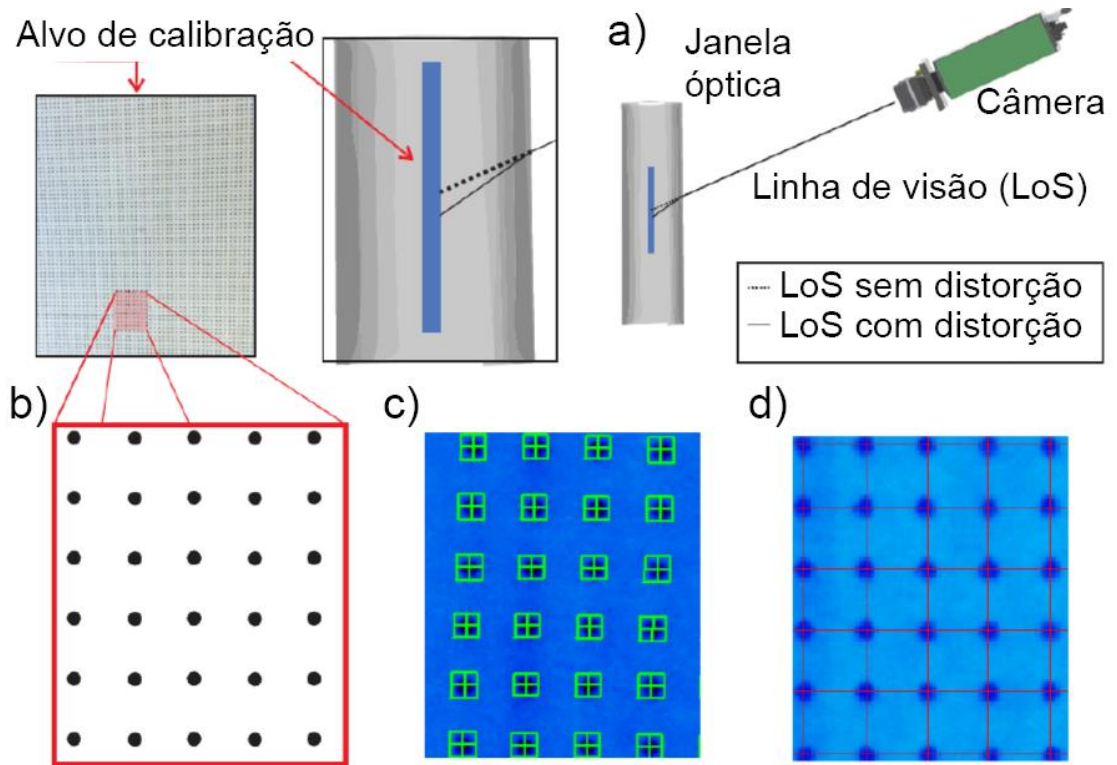 Alvo de calibração
a)
Janela
óptica
Câmera
Linha de visão (LoS)
LoS sem distorção
LoS com distorção
b)
c)
d)